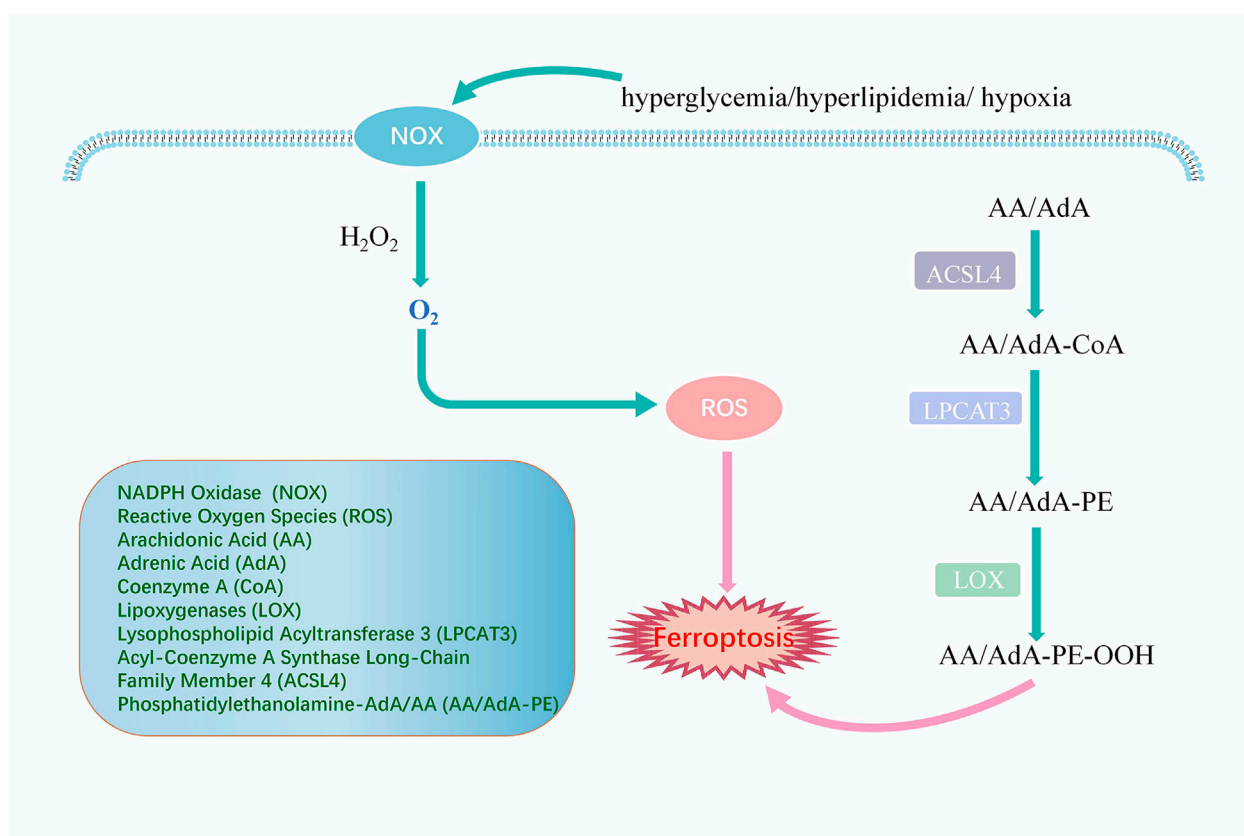 hyperglycemia/hyperlipidemia/ hypoxia
NOX
H₂O₂
O₂
ROS
Ferroptosis
AA/AdA
ACSL4
AA/AdA-CoA
LPCAT3
AA/AdA-PE
LOX
AA/AdA-PE-OOH
NADPH Oxidase (NOX)
Reactive Oxygen Species (ROS)
Arachidonic Acid (AA)
Adrenic Acid (AdA)
Coenzyme A (CoA)
Lipoxygenases (LOX)
Lysophospholipid Acyltransferase 3 (LPCAT3)
Acyl-Coenzyme A Synthase Long-Chain
Family Member 4 (ACSL4)
Phosphatidylethanolamine-AdA/AA (AA/AdA-PE)